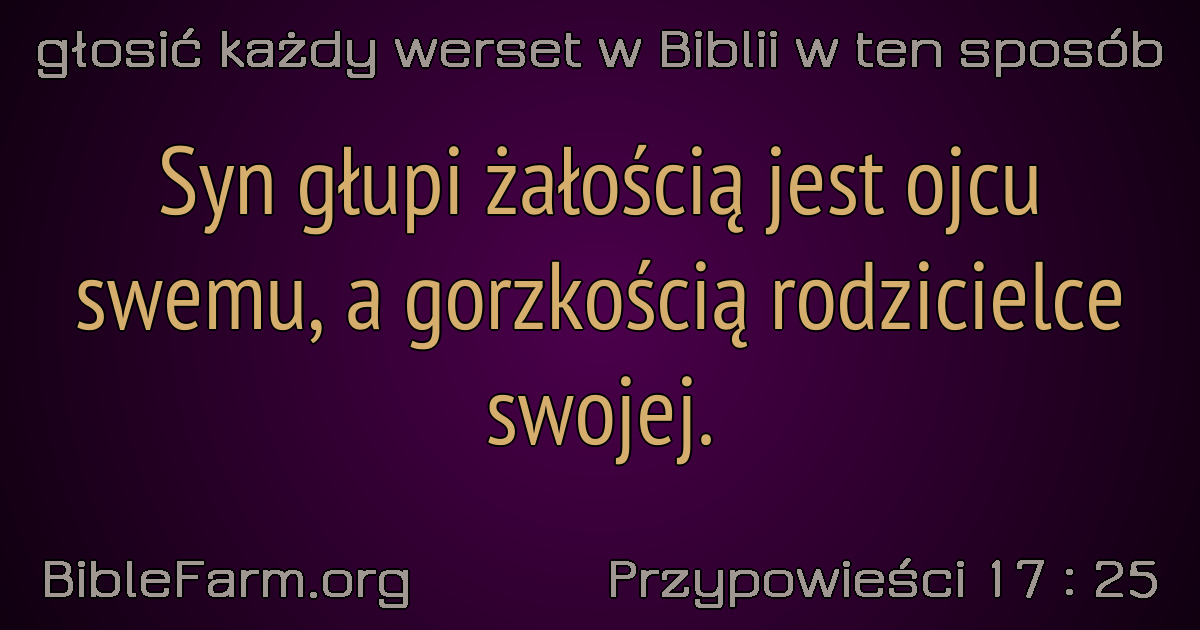 głosić każdy werset w Biblii w ten sposób
Syn głupi żałością jest ojcu
swemu, a gorzkością rodzicielce
swojej.
BibleFarm.org
Przypowieści 17 : 25